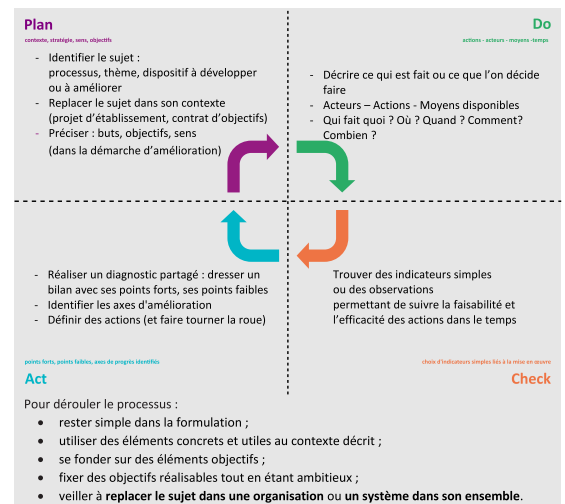 Plan
contexte, stratégie, sens, objectifs
- Identifier le sujet :
processus, thème, dispositif à développer
ou à améliorer
- Replacer le sujet dans son contexte
(projet d'établissement, contrat d'objectifs)
- Préciser : buts, objectifs, sens
(dans la démarche d'amélioration)
Do
actions - acteurs - moyens -temps
- Décrire ce qui est fait ou ce que l'on décide
faire
- Acteurs – Actions - Moyens disponibles
- Qui fait quoi ? Où ? Quand ? Comment?
Combien ?
- Réaliser un diagnostic partagé : dresser un
bilan avec ses points forts, ses points faibles
- Identifier les axes d'amélioration
- Définir des actions (et faire tourner la roue)
points forts, points faibles, axes de progrès identifiés
Act
Trouver des indicateurs simples
ou des observations
permettant de suivre la faisabilité et
l'efficacité des actions dans le temps
choix d'indicateurs simples liés à la mise en œuvre
Check
Pour dérouler le processus :
• rester simple dans la formulation ;
• utiliser des éléments concrets et utiles au contexte décrit ;
• se fonder sur des éléments objectifs ;
• fixer des objectifs réalisables tout en étant ambitieux ;
• veiller à replacer le sujet dans une organisation ou un système dans son ensemble.